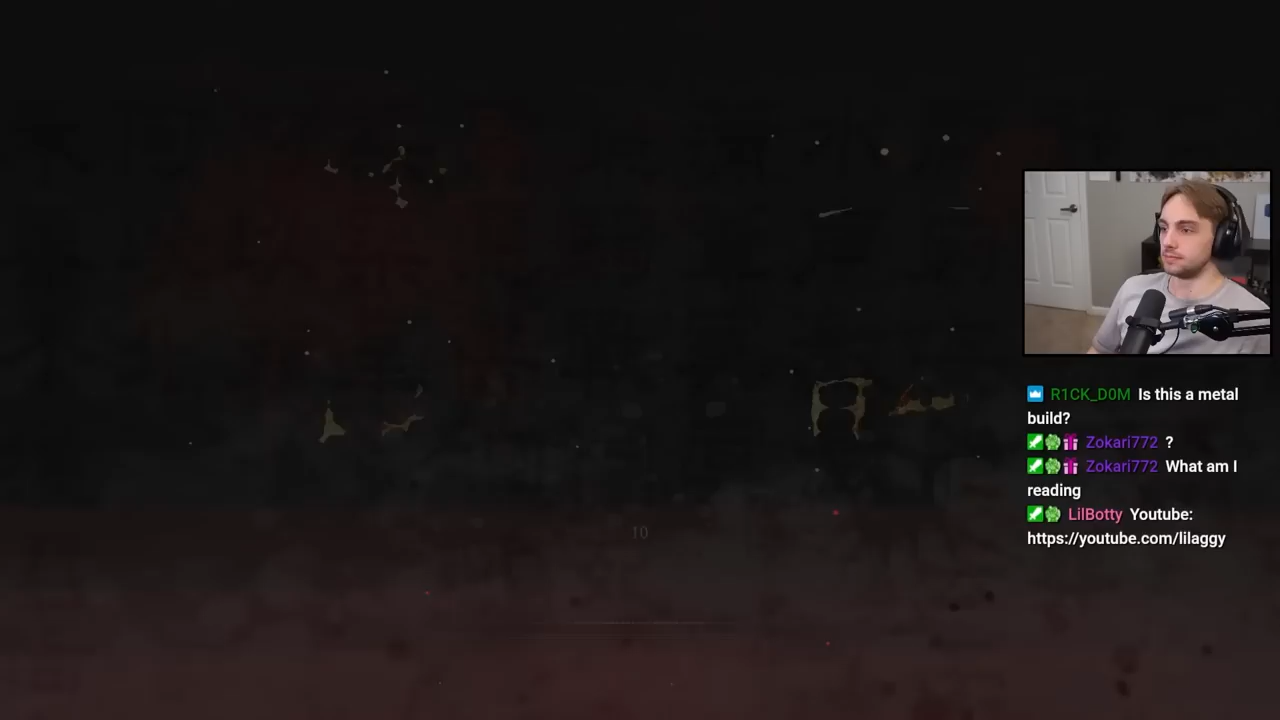 10
R1CK_D0M Is this a metal
build?
Zokari772 ?
Zokari772 What am I
reading
LilBotty Youtube:
https://youtube.com/lilaggy